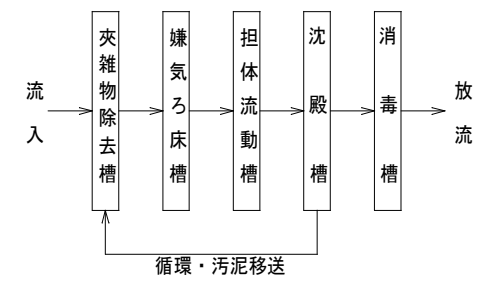 流入
夾雑物除去槽
嫌気ろ床槽
担体流動槽
沈殿槽
消毒槽
放流
循環・汚泥移送